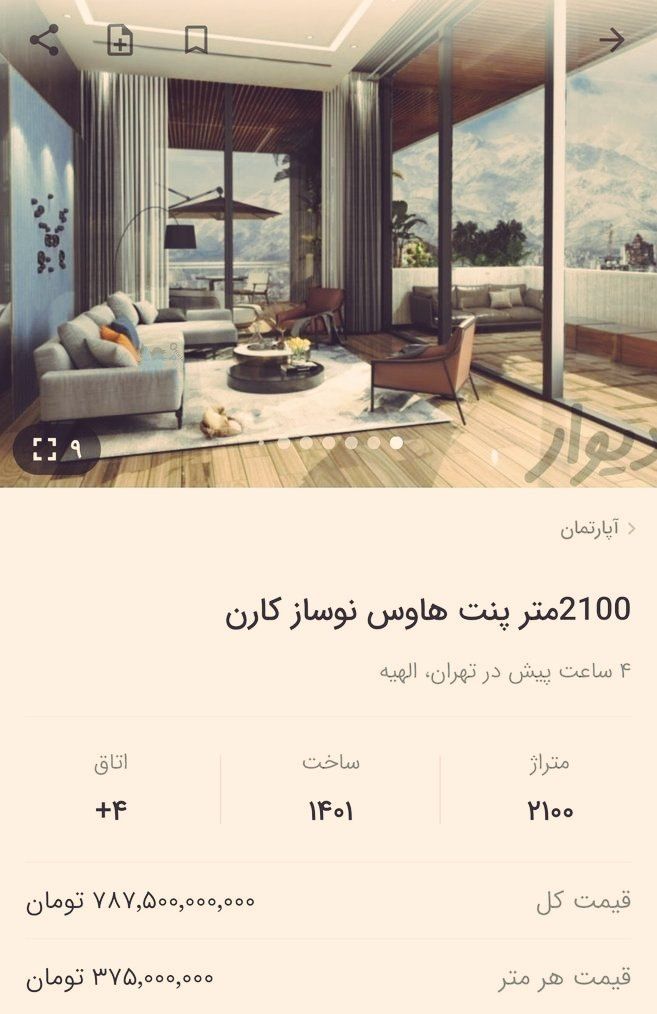 ۹
دیوار
آپارتمان
2100متر پنت هاوس نوساز کارن
۴ ساعت پیش در تهران، الهیه
متراژ
ساخت
اتاق
۲۱۰۰
۱۴۰۱
۴+
قیمت کل
۷۸۷,۵۰۰,۰۰۰,۰۰۰ تومان
قیمت هر متر
۳۷۵,۰۰۰,۰۰۰ تومان